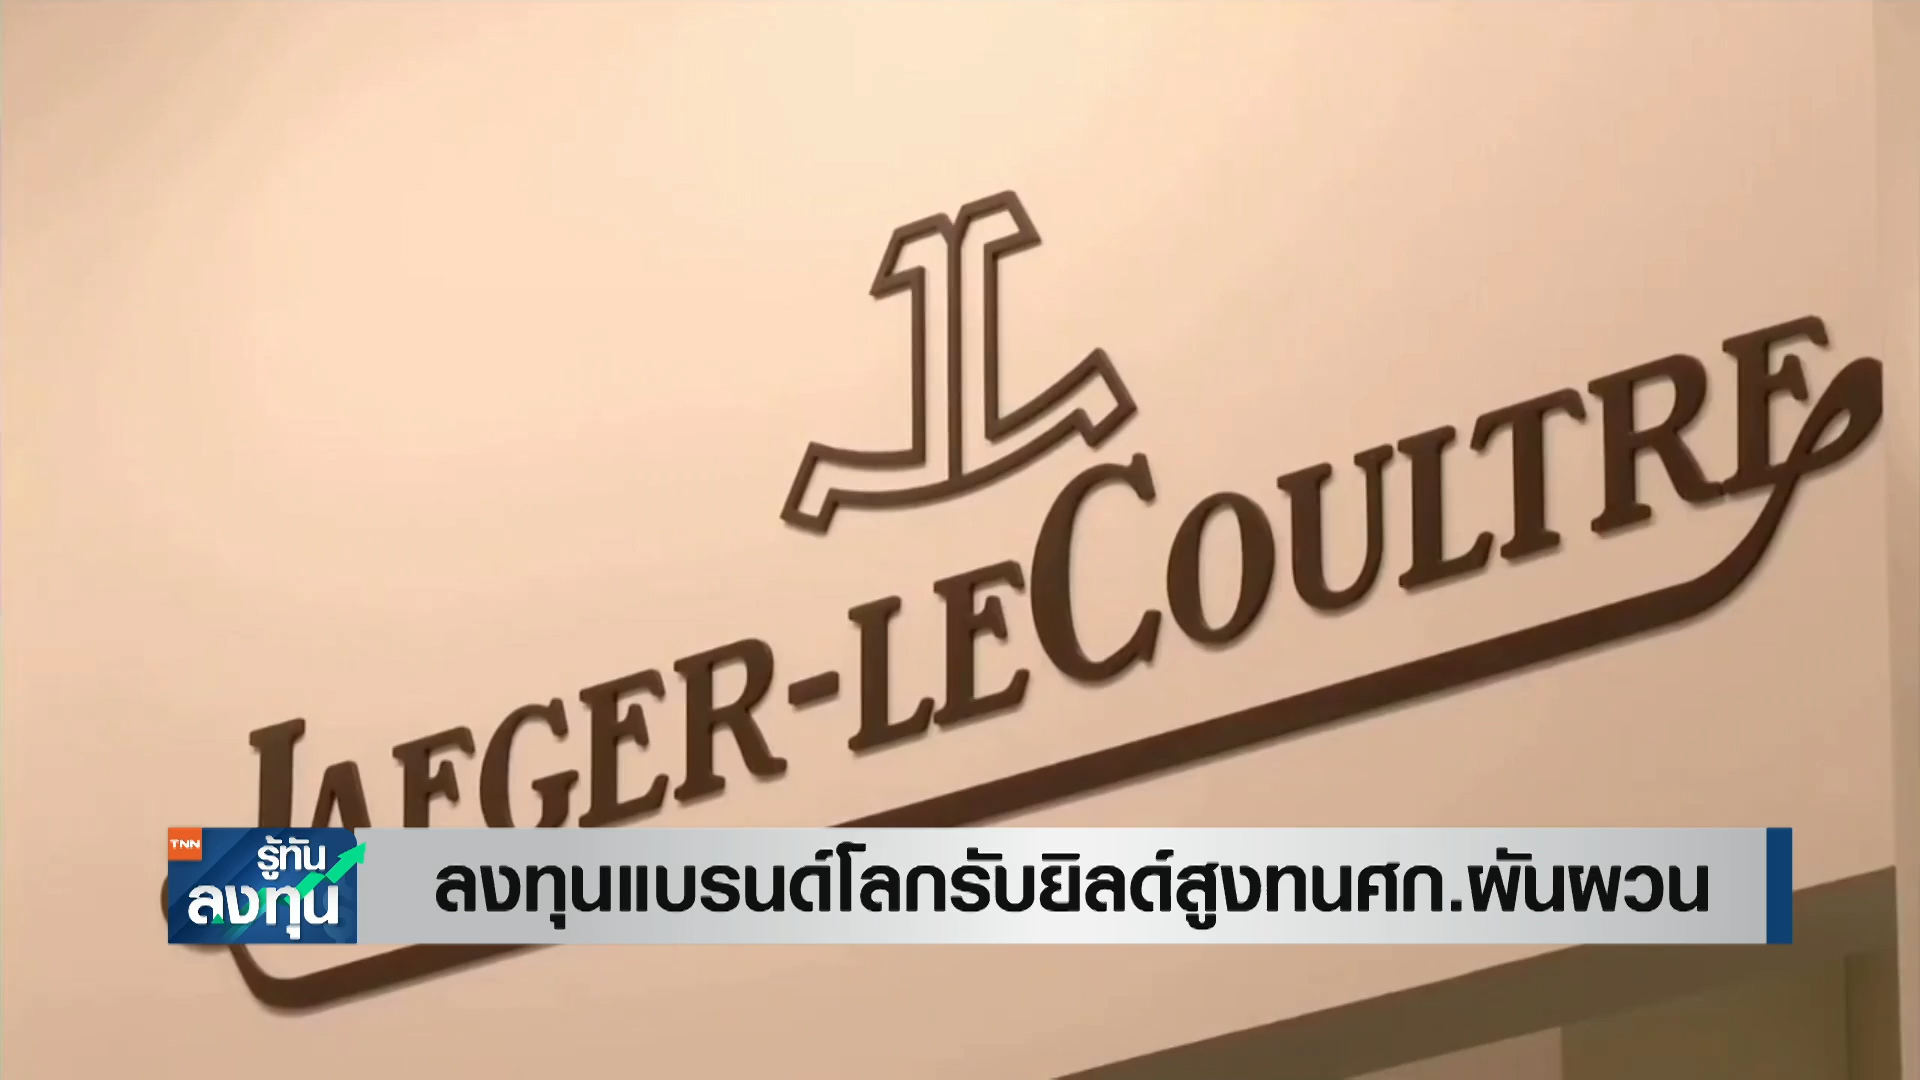 JL
JAEGER-LECOULTRE
TNN
รู้ทัน
ลงทุน
ลงทุนแบรนด์โลกรับยิลด์สูงทนศก.ผันผวน